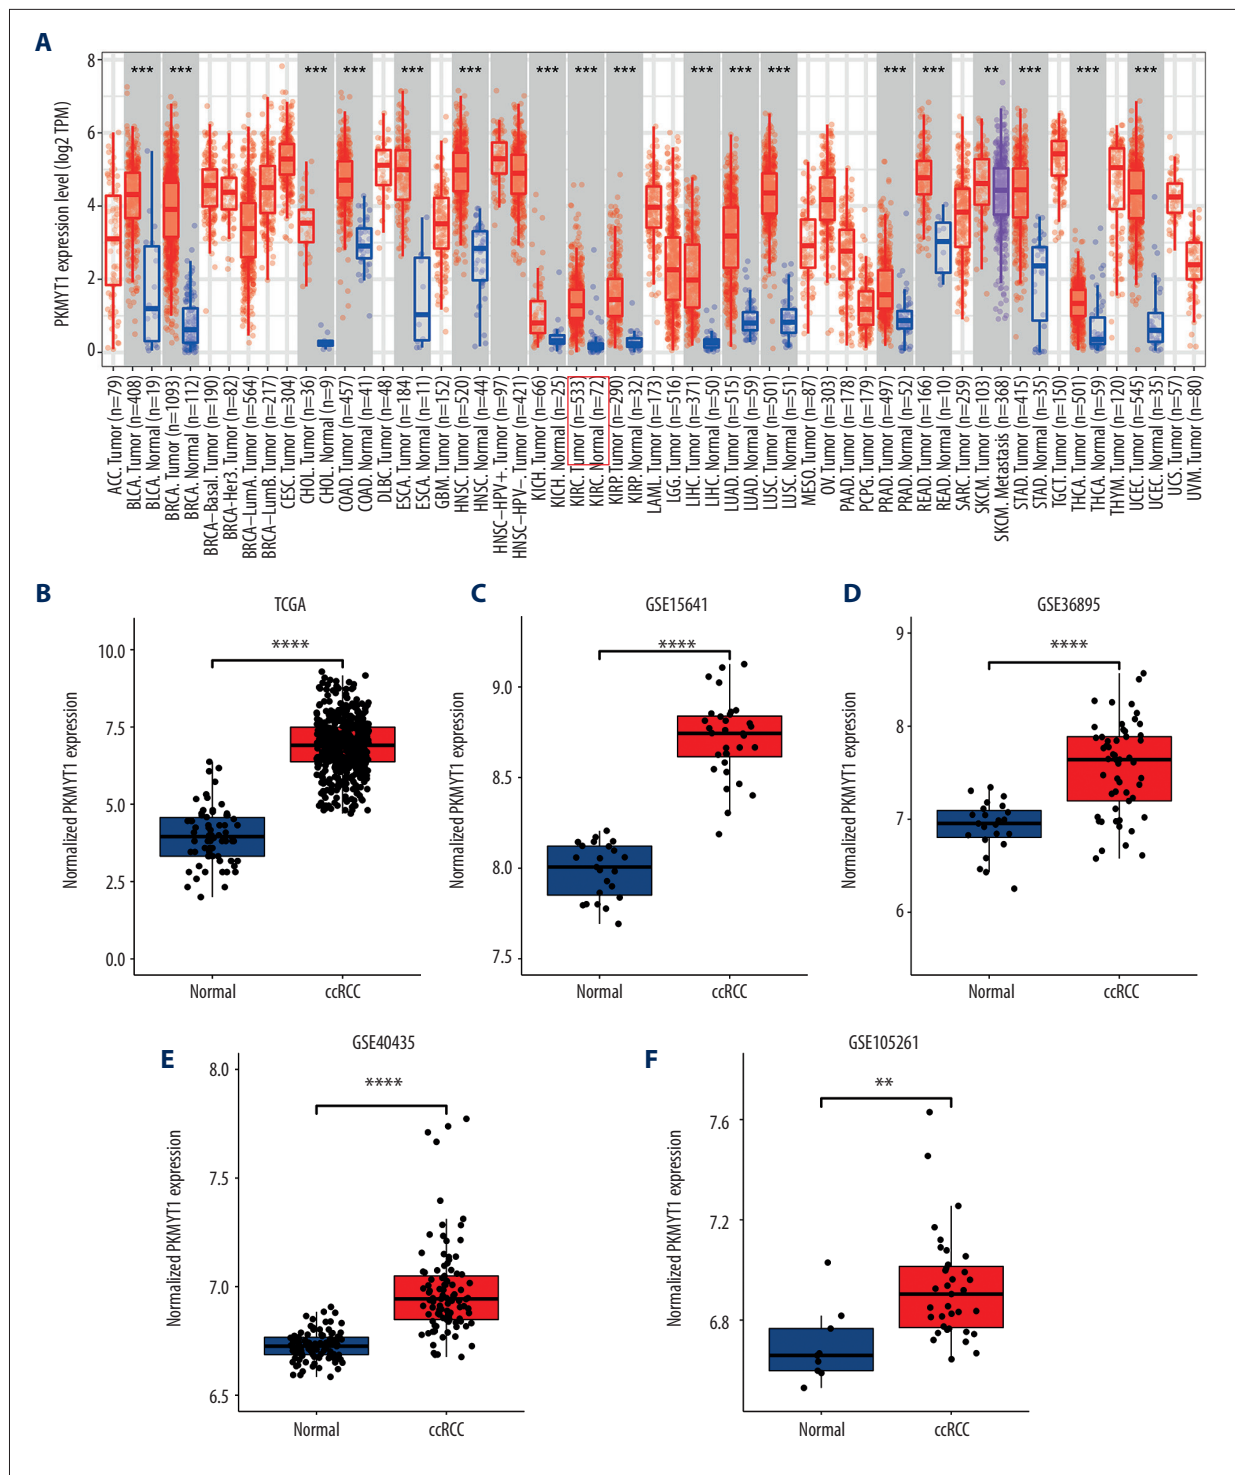 A
8
6
4
2
0
PKMYT1 expression level (log2 TPM)
*** *** *** *** *** *** *** *** *** *** *** *** *** *** ** *** *** ***
ACC. Tumor (n=79)
BLCA. Tumor (n=408)
BLCA. Normal (n=19)
BRCA. Tumor (n=1093)
BRCA. Normal (n=112)
BRCA–Basal. Tumor (n=190)
BRCA-Her3. Tumor (n=82)
BRCA–LumA. Tumor (n=564)
BRCA–LumB. Tumor (n=217)
CESC. Tumor (n=304)
CHOL. Tumor (n=36)
CHOL. Normal (n=9)
COAD. Tumor (n=457)
COAD. Normal (n=41)
DLBC. Tumor (n=48)
ESCA. Tumor (n=184)
ESCA. Normal (n=11)
GBM. Tumor (n=152)
HNSC. Tumor (n=520)
HNSC. Normal (n=44)
HNSC–HPV+. Tumor (n=97)
HNSC–HPV-. Tumor (n=421)
KICH. Tumor (n=66)
KICH. Normal (n=25)
KIRC. Tumor (n=533)
KIRC. Normal (n=72)
KIRP. Tumor (n=290)
KIRP. Normal (n=32)
LAML. Tumor (n=173)
LGG. Tumor (n=516)
LIHC. Tumor (n=371)
LIHC. Normal (n=50)
LUAD. Tumor (n=515)
LUAD. Normal (n=59)
LUSC. Tumor (n=501)
LUSC. Normal (n=51)
MESO. Tumor (n=87)
OV. Tumor (n=303)
PAAD. Tumor (n=178)
PCPG. Tumor (n=179)
PRAD. Tumor (n=497)
PRAD. Normal (n=52)
READ. Tumor (n=166)
READ. Normal (n=10)
SARC. Tumor (n=259)
SKCM. Tumor (n=103)
SKCM. Metastasis (n=368)
STAD. Tumor (n=415)
STAD. Normal (n=35)
TGCT. Tumor (n=150)
THCA. Tumor (n=501)
THCA. Normal (n=59)
THYM. Tumor (n=120)
UCEC. Tumor (n=545)
UCEC. Normal (n=35)
UCS. Tumor (n=57)
UVM. Tumor (n=80)
B
TCGA
****
10.0
7.5
5.0
2.5
0.0
Normalized PKMYT1 expression
Normal ccRCC
C
GSE15641
****
9.0
8.5
8.0
7.5
Normalized PKMYT1 expression
Normal ccRCC
D
GSE36895
****
9
8
7
6
Normalized PKMYT1 expression
Normal ccRCC
E
GSE40435
****
8.0
7.5
7.0
6.5
Normalized PKMYT1 expression
Normal ccRCC
F
GSE105261
**
7.6
7.2
6.8
Normalized PKMYT1 expression
Normal ccRCC